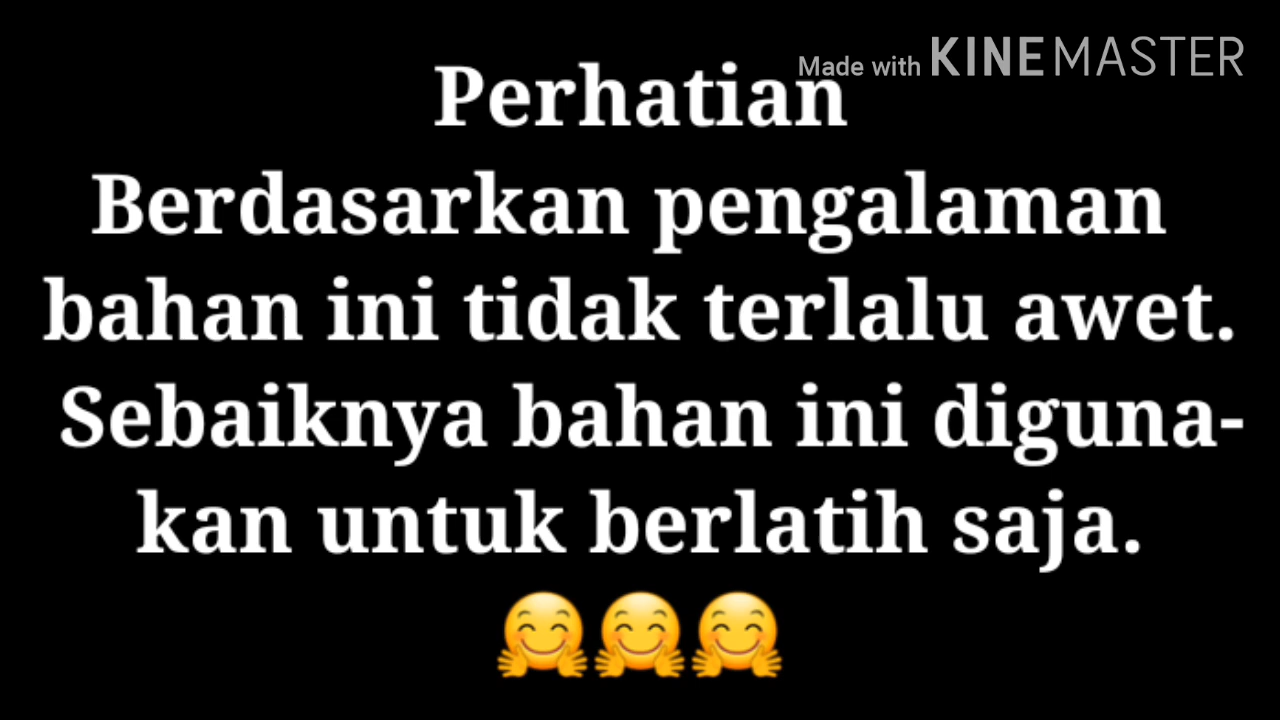 Made with KINEMASTER
Perhatian
Berdasarkan pengalaman
bahan ini tidak terlalu awet.
Sebaiknya bahan ini diguna-
kan untuk berlatih saja.
🤗🤗🤗